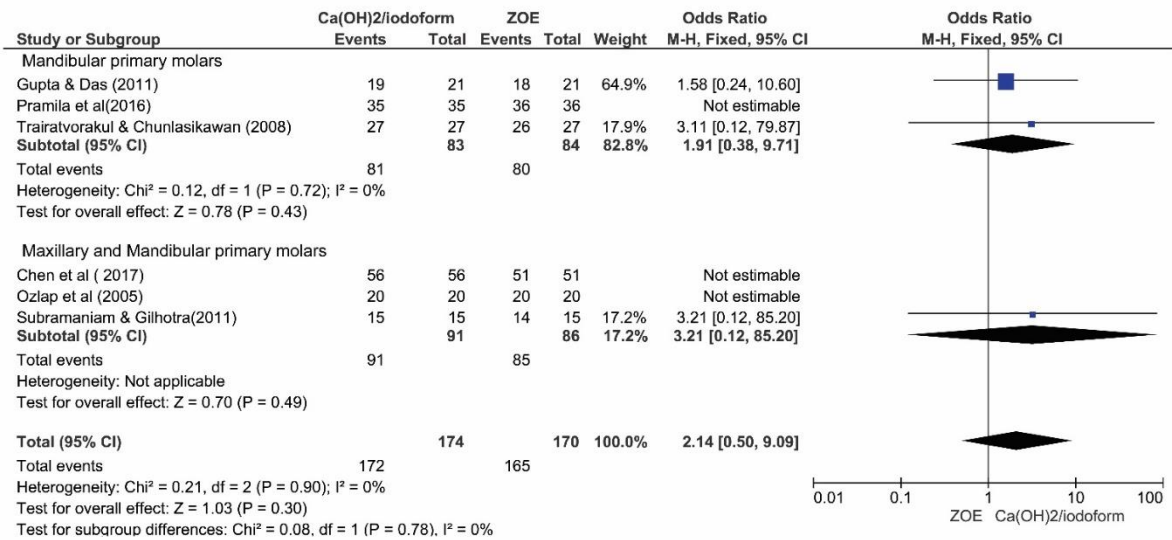 Ca(OH)2/iodoform ZOE Odds Ratio Odds Ratio
Study or Subgroup Events Total Events Total Weight M-H, Fixed, 95% CI M-H, Fixed, 95% CI
Mandibular primary molars
Gupta & Das (2011) 19 21 18 21 64.9% 1.58 [0.24, 10.60]
Pramila et al(2016) 35 35 36 36 Not estimable
Trairatvorakul & Chunlasikawan (2008) 27 27 26 27 17.9% 3.11 [0.12, 79.87]
Subtotal (95% CI) 83 84 82.8% 1.91 [0.38, 9.71]
Total events 81 80
Heterogeneity: Chi² = 0.12, df = 1 (P = 0.72); I² = 0%
Test for overall effect: Z = 0.78 (P = 0.43)
Maxillary and Mandibular primary molars
Chen et al ( 2017) 56 56 51 51 Not estimable
Ozlap et al (2005) 20 20 20 20 Not estimable
Subramaniam & Gilhotra(2011) 15 15 14 15 17.2% 3.21 [0.12, 85.20]
Subtotal (95% CI) 91 86 17.2% 3.21 [0.12, 85.20]
Total events 91 85
Heterogeneity: Not applicable
Test for overall effect: Z = 0.70 (P = 0.49)
Total (95% CI) 174 170 100.0% 2.14 [0.50, 9.09]
Total events 172 165
Heterogeneity: Chi² = 0.21, df = 2 (P = 0.90); I² = 0%
Test for overall effect: Z = 1.03 (P = 0.30)
Test for subgroup differences: Chi² = 0.08, df = 1 (P = 0.78), I² = 0%
0.01 0.1 1 10 100
ZOE Ca(OH)2/iodoform